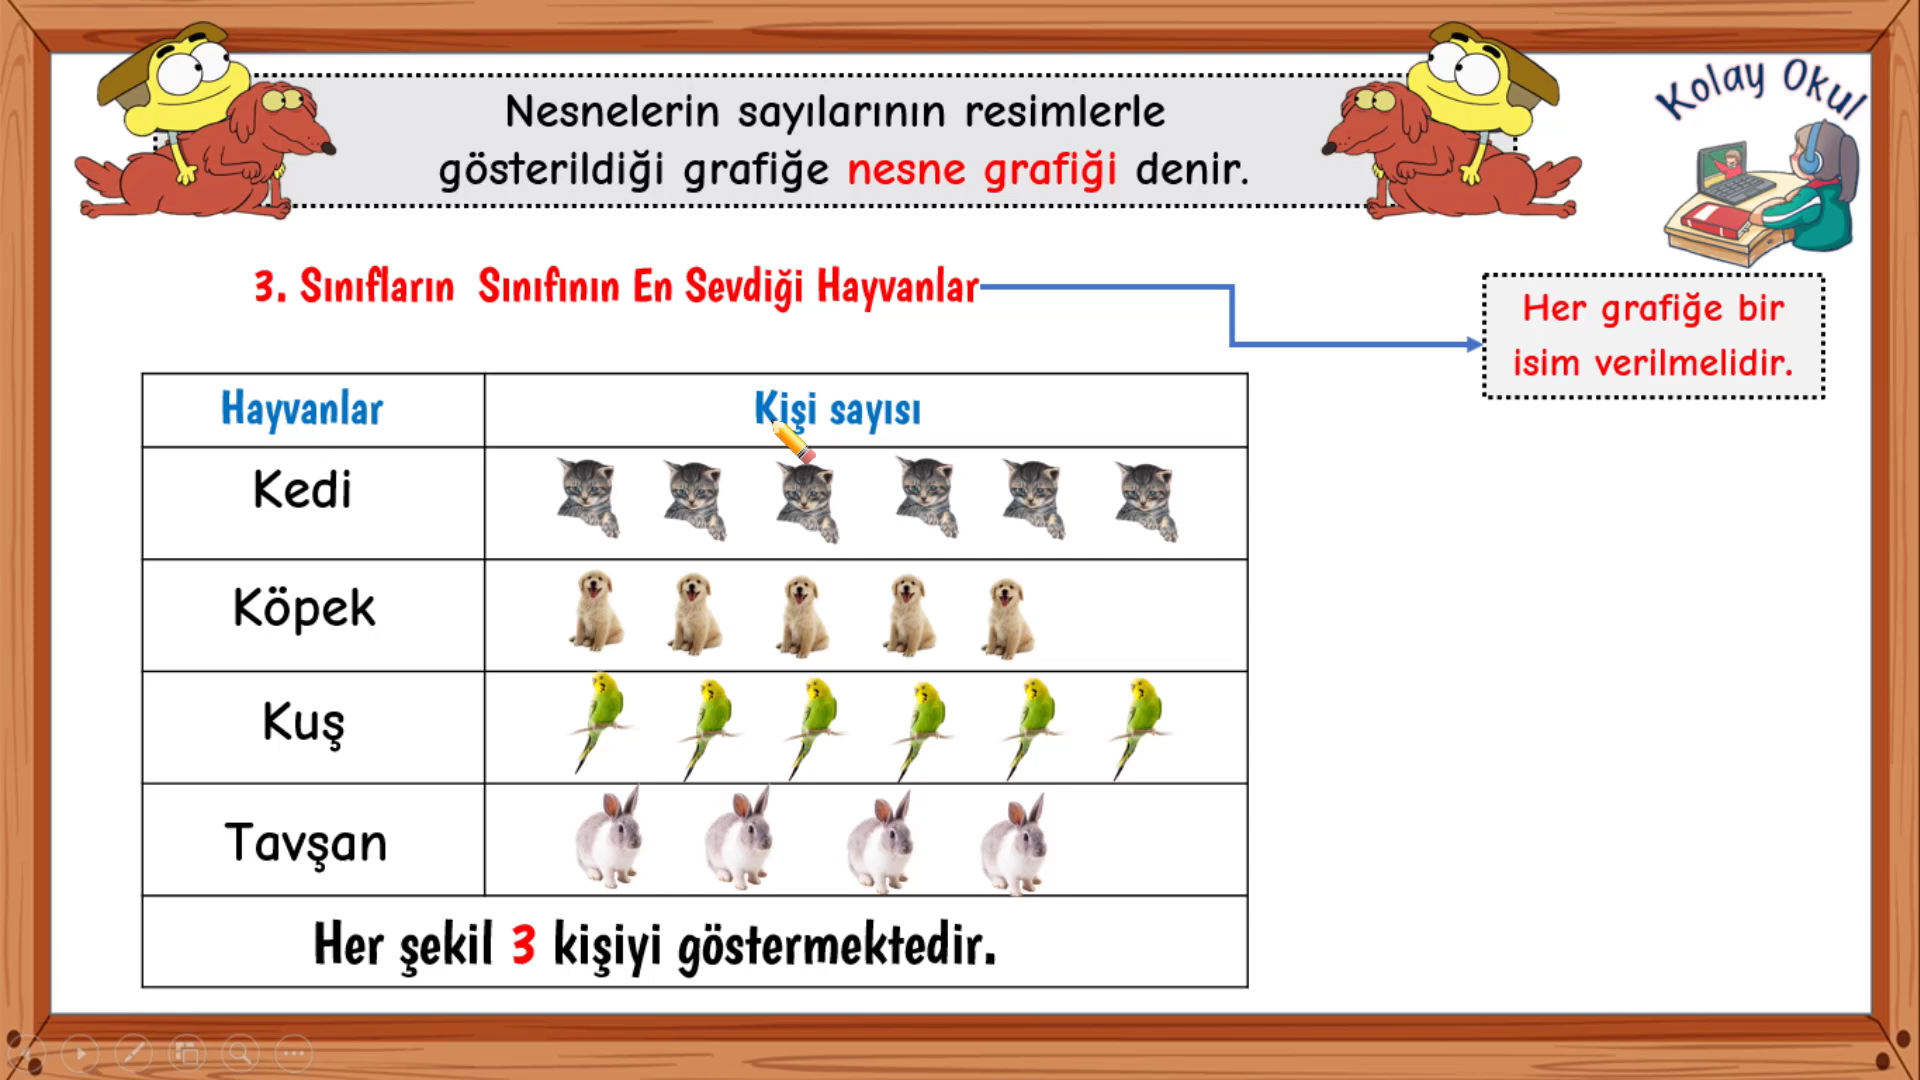 Nesnelerin sayılarının resimlerle
gösterildiği grafiğe nesne grafiği denir.
Kolay Okul
3. Sınıfların Sınıfının En Sevdiği Hayvanlar
Her grafiğe bir
isim verilmelidir.
Hayvanlar Kişi sayısı
Kedi
Köpek
Kuş
Tavşan
Her şekil 3 kişiyi göstermektedir.